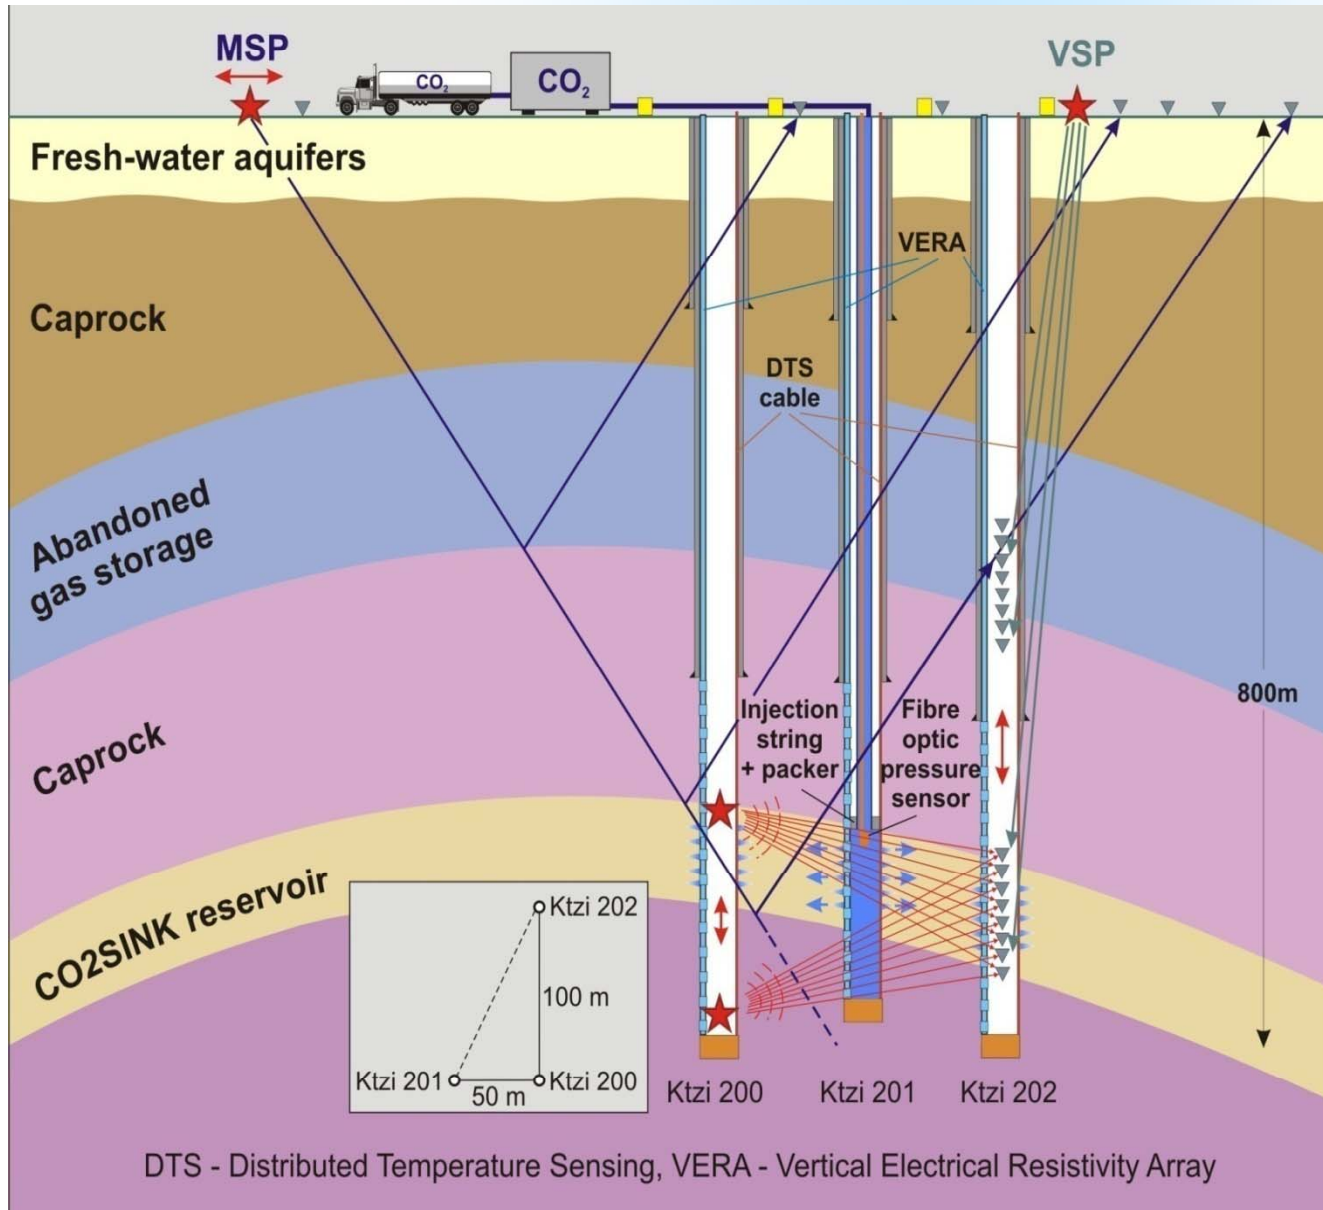 MSP
VSP
CO₂
CO₂
Fresh-water aquifers
VERA
Caprock
DTS
cable
Abandoned
gas storage
800m
Injection
string
+ packer
Fibre
optic
pressure
sensor
Caprock
CO2SINK reservoir
Ktzi 202
100 m
Ktzi 201
Ktzi 200
50 m
Ktzi 200
Ktzi 201
Ktzi 202
DTS - Distributed Temperature Sensing, VERA - Vertical Electrical Resistivity Array